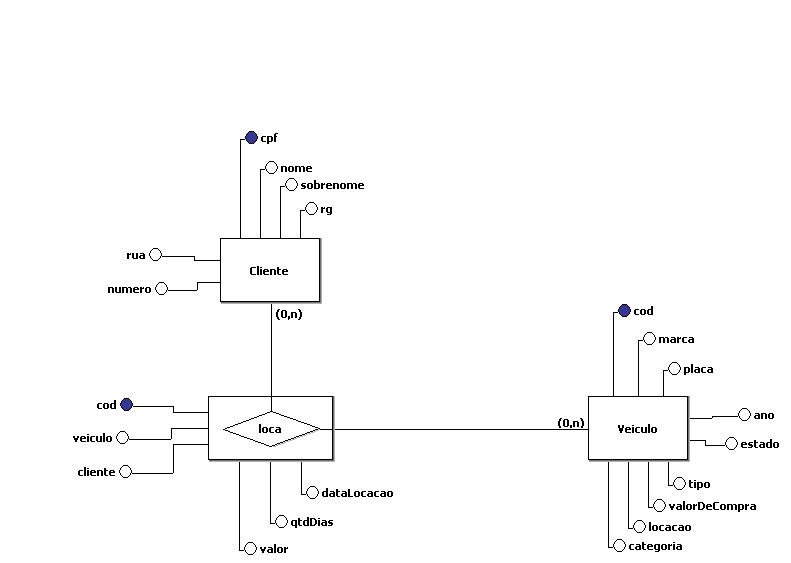 cpf
nome
sobrenome
rg
rua
numero
Cliente
(0,n)
cod
marca
placa
ano
estado
Veiculo
(0,n)
tipo
valorDeCompra
locacao
categoria
cod
veiculo
cliente
loca
dataLocacao
qtdDias
valor